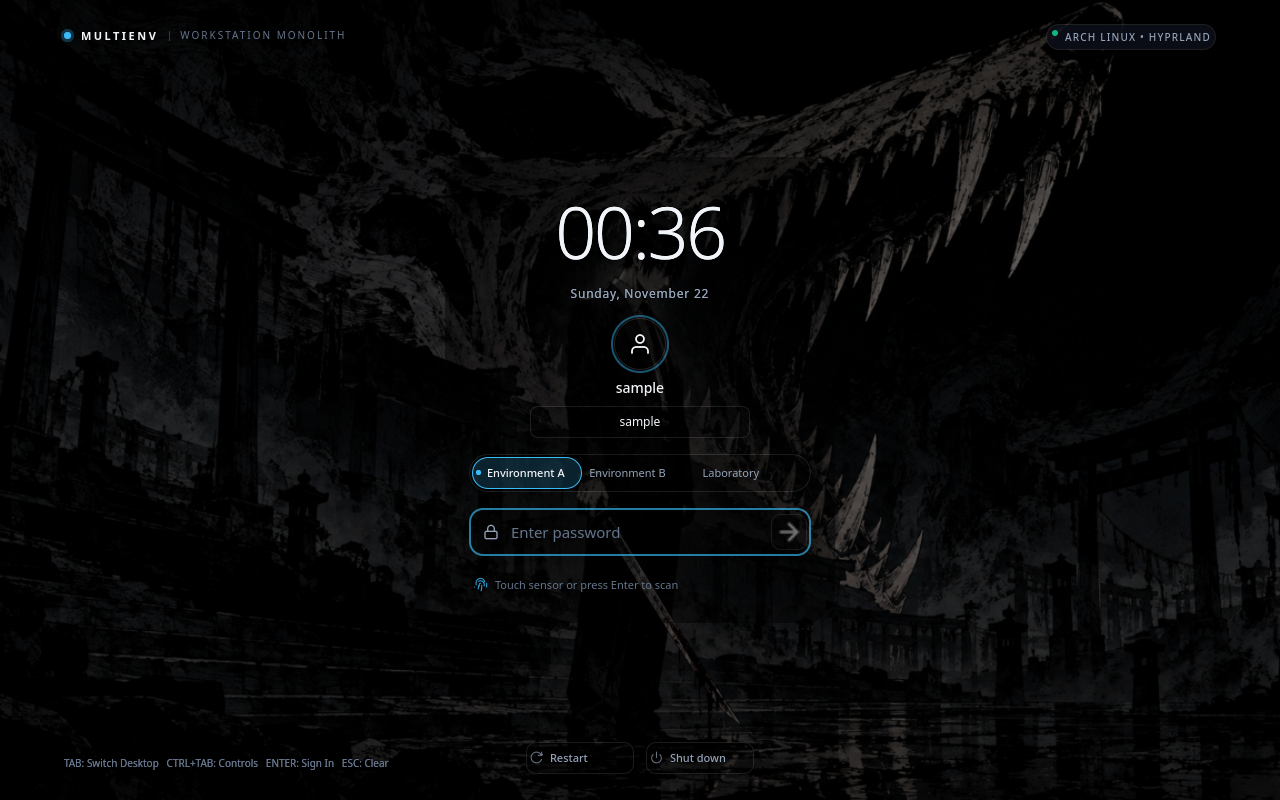 MULTIENV | WORKSTATION MONOLITH
ARCH LINUX • HYPRLAND
00:36
Sunday, November 22
sample
sample
Environment A
Environment B
Laboratory
Enter password
Touch sensor or press Enter to scan
TAB: Switch Desktop CTRL+TAB: Controls ENTER: Sign In ESC: Clear
Restart
Shut down